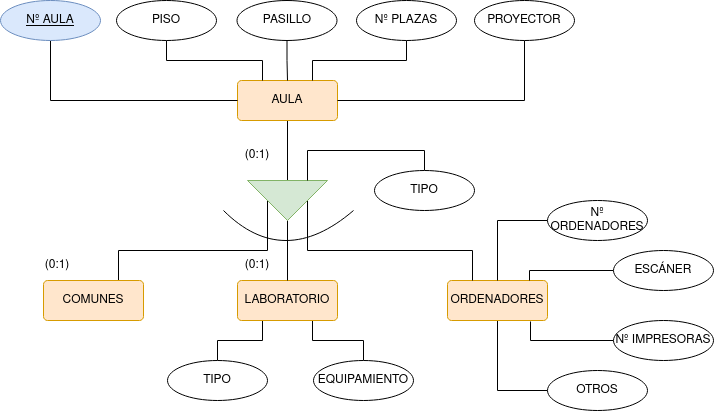 Nº AULA
PISO
PASILLO
Nº PLAZAS
PROYECTOR
AULA
(0:1)
TIPO
Nº
ORDENADORES
(0:1)
(0:1)
ESCÁNER
COMUNES
LABORATORIO
ORDENADORES
Nº IMPRESORAS
TIPO
EQUIPAMIENTO
OTROS